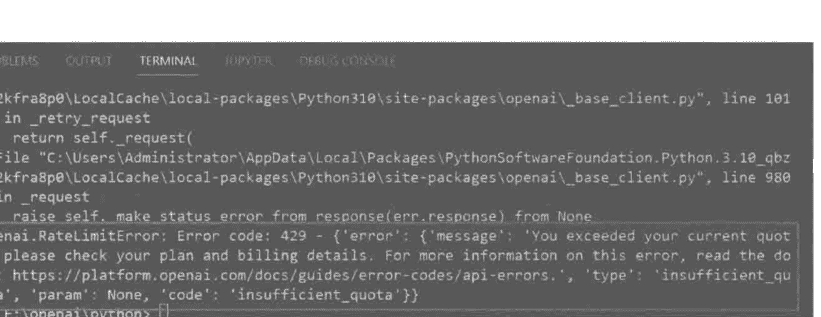 OBLEMS OUTPUT TERMINAL JUPYTER DEBUG CONSOLE
2kfra8p0\LocalCache\local-packages\Python310\site-packages\openai\_base_client.py", line 101
in _retry_request
return self._request(
File "C:\Users\Administrator\AppData\Local\Packages\PythonSoftwareFoundation.Python.3.10_qbz
2kfra8p0\LocalCache\local-packages\Python310\site-packages\openai\_base_client.py", line 980
in _request
raise self._make_status_error_from_response(err.response) from None
enai.RateLimitError: Error code: 429 - {'error': {'message': 'You exceeded your current quot
please check your plan and billing details. For more information on this error, read the do
: https://platform.openai.com/docs/guides/error-codes/api-errors.', 'type': 'insufficient_qu
a', 'param': None, 'code': 'insufficient_quota'}}
F:\openai\python>